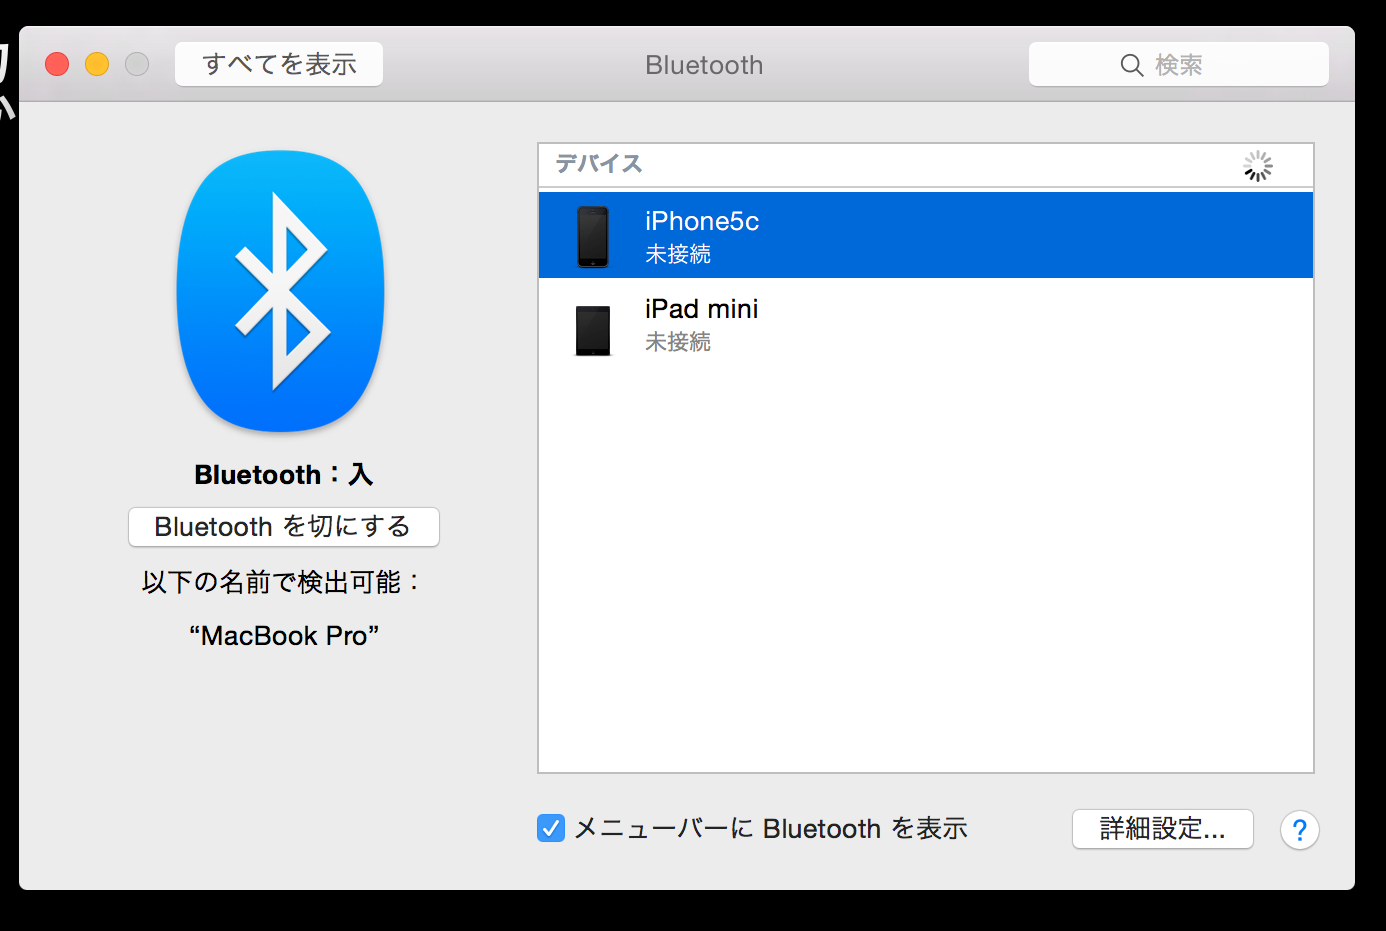 すべてを表示
Bluetooth
検索
デバイス
iPhone5c
未接続
iPad mini
未接続
Bluetooth：入
Bluetooth を切にする
以下の名前で検出可能：
“MacBook Pro”
メニューバーに Bluetooth を表示
詳細設定...
?